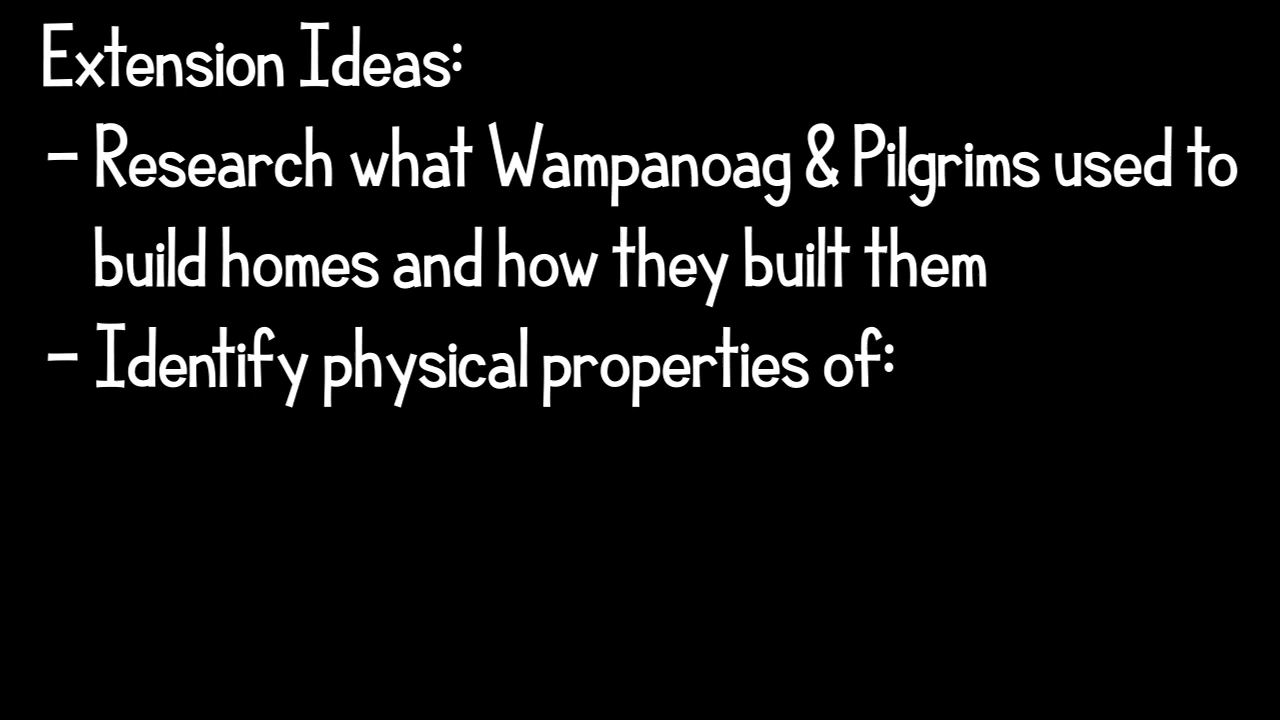 Extension Ideas:
- Research what Wampanoag & Pilgrims used to
build homes and how they built them
- Identify physical properties of: